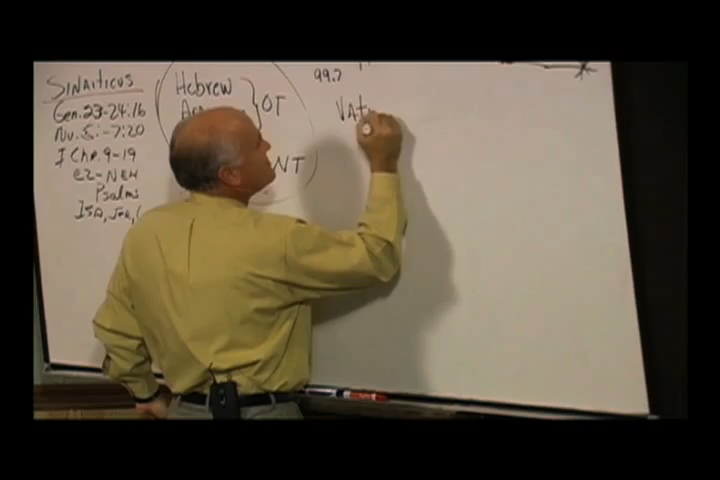 SINAITICUS
Gen. 23-24:16
Nu. 5: -7:20
I Chr. 9-19
EZ - NEH
Psalms
ISA, JER, (
Hebrew
OT
NT
99.7
VAt